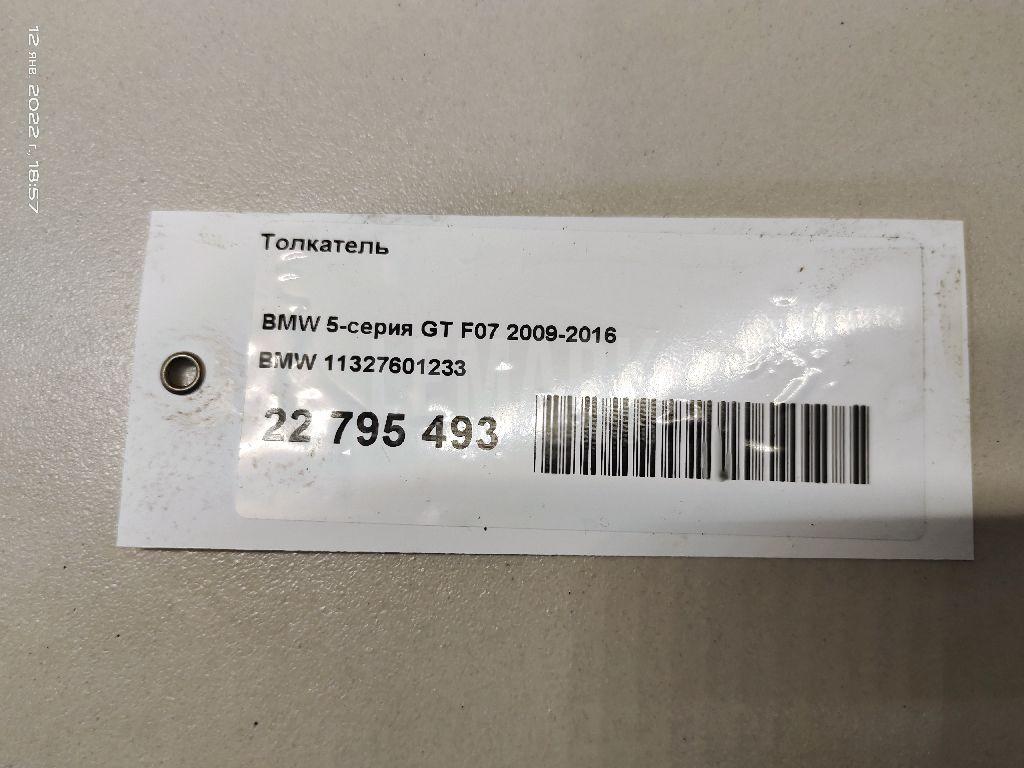 12 янв 2022 г., 18:57
Толкатель
BMW 5-серия GT F07 2009-2016
BMW 11327601233
22 795 493